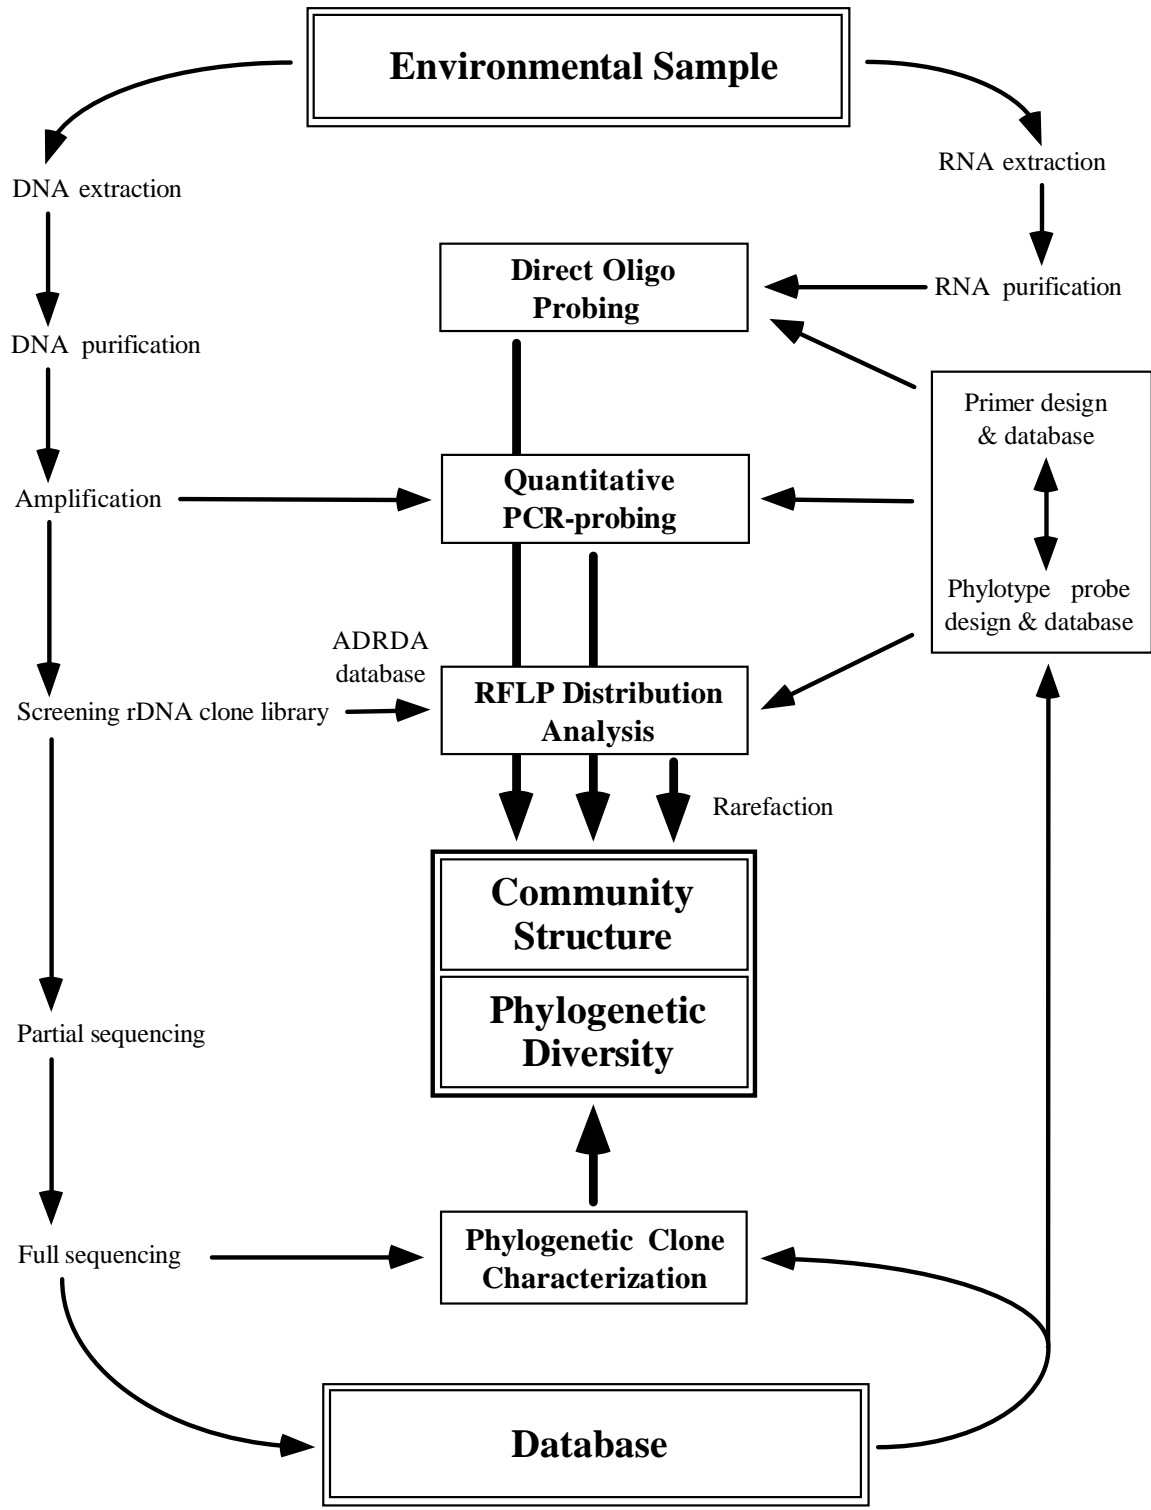 Environmental Sample
DNA extraction
RNA extraction
Direct Oligo
Probing
RNA purification
DNA purification
Primer design
& database
Amplification
Quantitative
PCR-probing
Phylotype probe
design & database
ADRDA
database
Screening rDNA clone library
RFLP Distribution
Analysis
Rarefaction
Community
Structure
Phylogenetic
Diversity
Partial sequencing
Full sequencing
Phylogenetic Clone
Characterization
Database